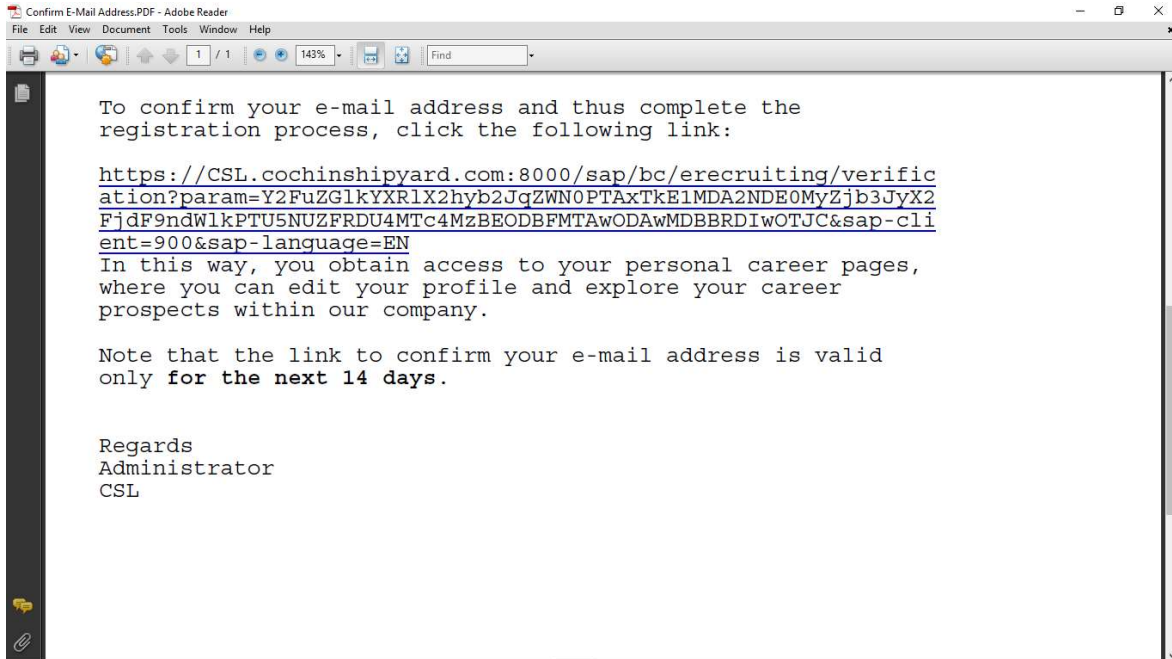 Confirm E-Mail Address.PDF - Adobe Reader
File Edit View Document Tools Window Help
1 / 1 143% Find
To confirm your e-mail address and thus complete the
registration process, click the following link:
https://CSL.cochinshipyard.com:8000/sap/bc/erecruiting/verific
ation?param=Y2FuZGlkYXRlX2hyb2JqZWN0PTAxTkE1MDA2NDE0MyZjb3JyX2
FjdF9ndWlkPTU5NUZFRDU4MTc4MzBEODBFMTAwODAwMDBBRDIwOTJC&sap-cli
ent=900&sap-language=EN
In this way, you obtain access to your personal career pages,
where you can edit your profile and explore your career
prospects within our company.
Note that the link to confirm your e-mail address is valid
only for the next 14 days.
Regards
Administrator
CSL